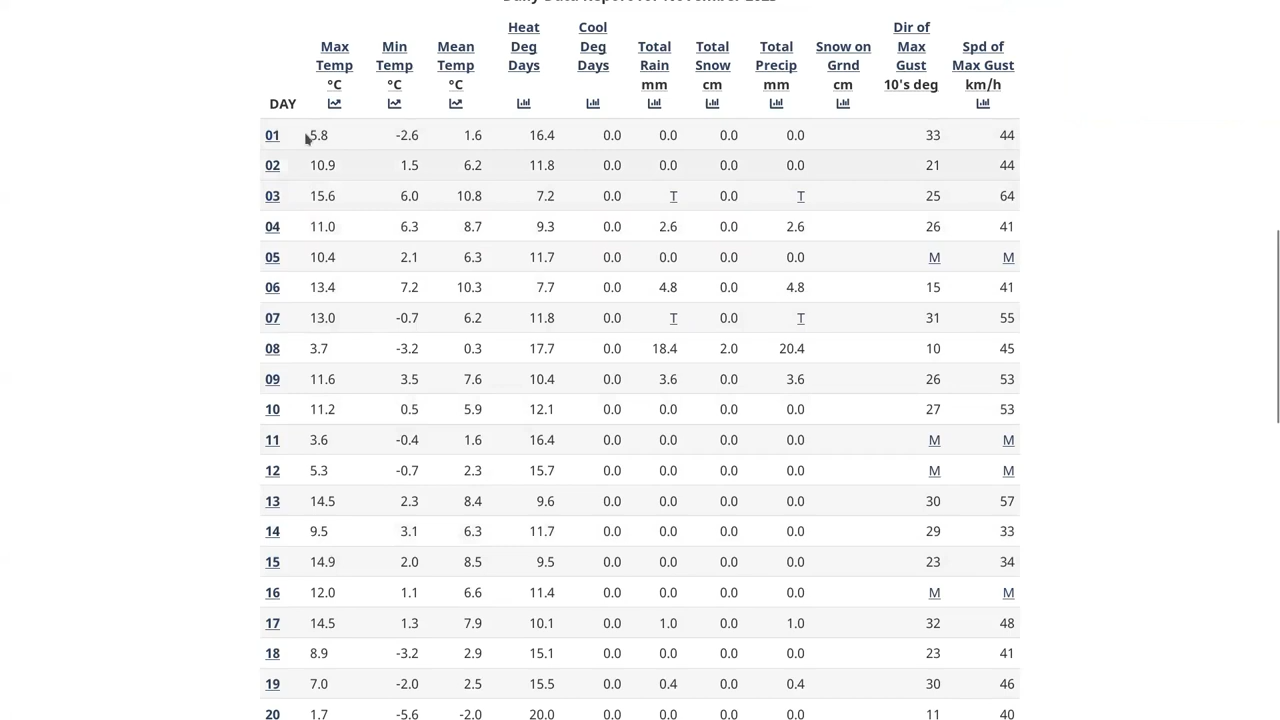 Daily Data Report for November 2023
Max Temp °C Min Temp °C Mean Temp °C Heat Deg Days Cool Deg Days Total Rain mm Total Snow cm Total Precip mm Snow on Grnd cm Dir of Max Gust 10's deg Spd of Max Gust km/h
DAY
01 5.8 -2.6 1.6 16.4 0.0 0.0 0.0 0.0 33 44
02 10.9 1.5 6.2 11.8 0.0 0.0 0.0 0.0 21 44
03 15.6 6.0 10.8 7.2 0.0 T 0.0 T 25 64
04 11.0 6.3 8.7 9.3 0.0 2.6 0.0 2.6 26 41
05 10.4 2.1 6.3 11.7 0.0 0.0 0.0 0.0 M M
06 13.4 7.2 10.3 7.7 0.0 4.8 0.0 4.8 15 41
07 13.0 -0.7 6.2 11.8 0.0 T 0.0 T 31 55
08 3.7 -3.2 0.3 17.7 0.0 18.4 2.0 20.4 10 45
09 11.6 3.5 7.6 10.4 0.0 3.6 0.0 3.6 26 53
10 11.2 0.5 5.9 12.1 0.0 0.0 0.0 0.0 27 53
11 3.6 -0.4 1.6 16.4 0.0 0.0 0.0 0.0 M M
12 5.3 -0.7 2.3 15.7 0.0 0.0 0.0 0.0 M M
13 14.5 2.3 8.4 9.6 0.0 0.0 0.0 0.0 30 57
14 9.5 3.1 6.3 11.7 0.0 0.0 0.0 0.0 29 33
15 14.9 2.0 8.5 9.5 0.0 0.0 0.0 0.0 23 34
16 12.0 1.1 6.6 11.4 0.0 0.0 0.0 0.0 M M
17 14.5 1.3 7.9 10.1 0.0 1.0 0.0 1.0 32 48
18 8.9 -3.2 2.9 15.1 0.0 0.0 0.0 0.0 23 41
19 7.0 -2.0 2.5 15.5 0.0 0.4 0.0 0.4 30 46
20 1.7 -5.6 -2.0 20.0 0.0 0.0 0.0 0.0 11 40